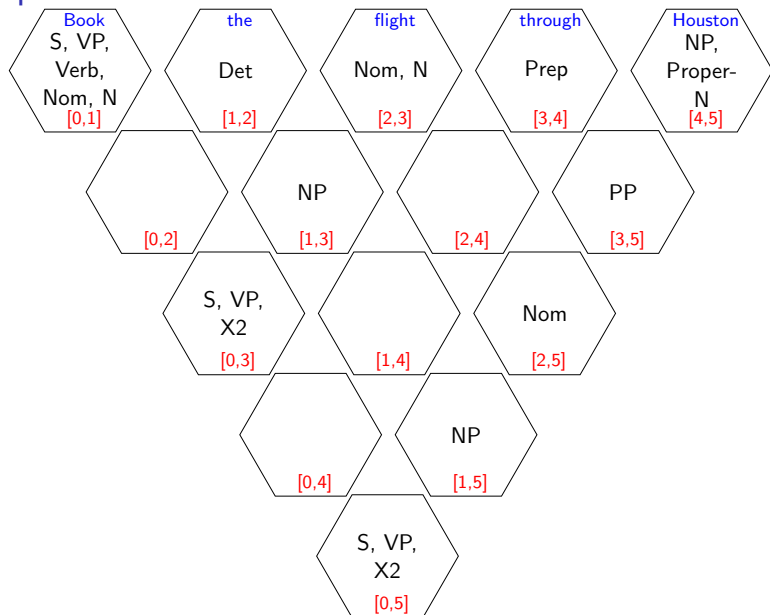 Book the flight through Houston
S, VP,
Verb,
Nom, N
Det
Nom, N
Prep
NP,
Proper-
N
[0,1] [1,2] [2,3] [3,4] [4,5]
NP
PP
[0,2] [1,3] [2,4] [3,5]
S, VP,
X2
Nom
[0,3] [1,4] [2,5]
NP
[0,4] [1,5]
S, VP,
X2
[0,5]